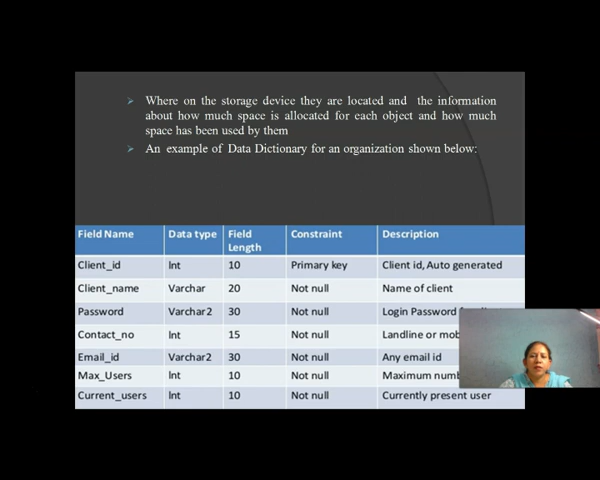 Where on the storage device they are located and the information
about how much space is allocated for each object and how much
space has been used by them
An example of Data Dictionary for an organization shown below:
Field Name Data type Field Length Constraint Description
Client_id Int 10 Primary key Client id, Auto generated
Client_name Varchar 20 Not null Name of client
Password Varchar2 30 Not null Login Password
Contact_no Int 15 Not null Landline or
Email_id Varchar2 30 Not null Any email id
Max_Users Int 10 Not null Maximum
Current_users Int 10 Not null Currently present user